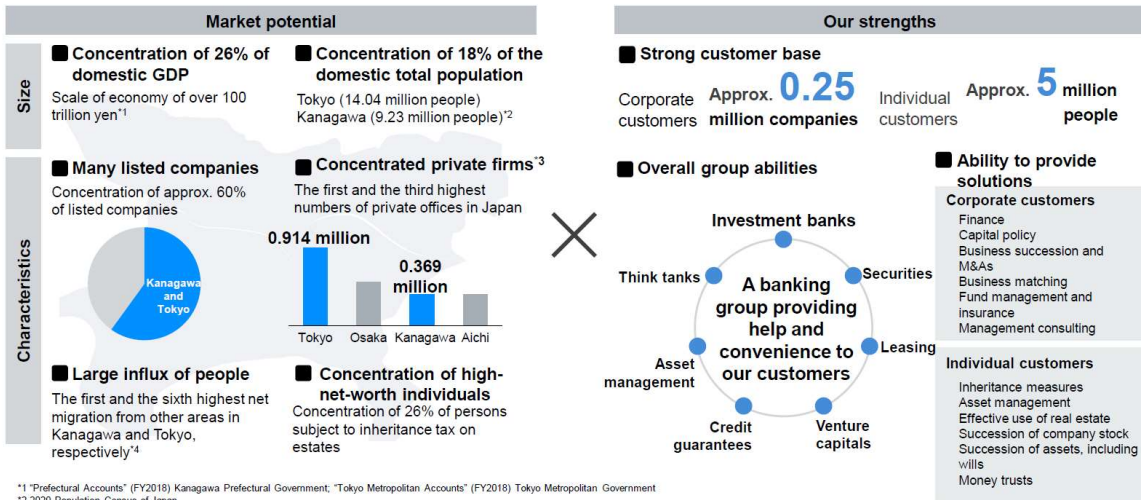 Market potential
Size
■ Concentration of 26% of
domestic GDP
Scale of economy of over 100
trillion yen*1
■ Concentration of 18% of the
domestic total population
Tokyo (14.04 million people)
Kanagawa (9.23 million people)*2
Characteristics
■ Many listed companies
Concentration of approx. 60%
of listed companies
Kanagawa
and
Tokyo
■ Concentrated private firms*3
The first and the third highest
numbers of private offices in Japan
0.914 million
0.369
million
Tokyo Osaka Kanagawa Aichi
■ Large influx of people
The first and the sixth highest net
migration from other areas in
Kanagawa and Tokyo,
respectively*4
■ Concentration of high-
net-worth individuals
Concentration of 26% of persons
subject to inheritance tax on
estates
Our strengths
■ Strong customer base
Corporate
customers
Approx. 0.25
million companies
Individual
customers
Approx. 5 million
people
■ Overall group abilities
Investment banks
Securities
Leasing
Venture
capitals
Credit
guarantees
Asset
management
Think tanks
A banking
group providing
help and
convenience to
our customers
■ Ability to provide
solutions
Corporate customers
Finance
Capital policy
Business succession and
M&As
Business matching
Fund management and
insurance
Management consulting
Individual customers
Inheritance measures
Asset management
Effective use of real estate
Succession of company stock
Succession of assets, including
wills
Money trusts
*1 "Prefectural Accounts" (FY2018) Kanagawa Prefectural Government; "Tokyo Metropolitan Accounts" (FY2018) Tokyo Metropolitan Government
*2 2020 Population Census of Japan